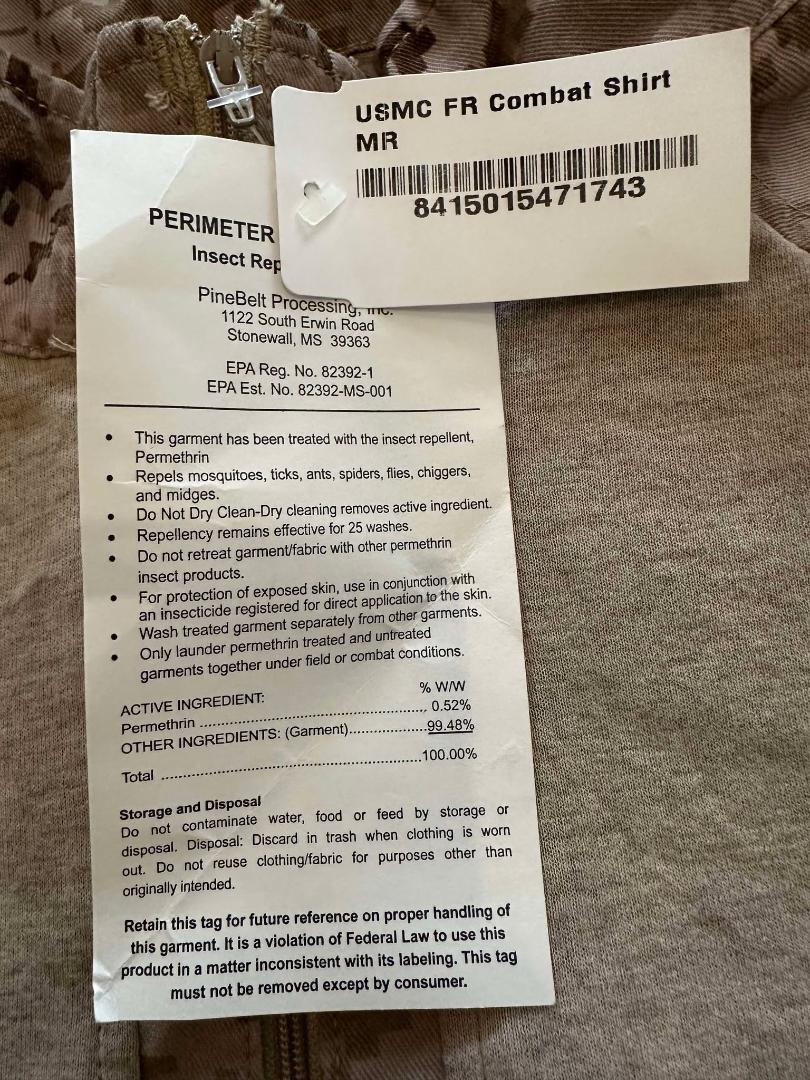 USMC FR Combat Shirt
MR
8415015471743
PERIMETER
Insect
PineBelt Processing, Inc.
1122 South Erwin Road
Stonewall, MS 39363
EPA Reg. No. 82392-1
EPA Est. No. 82392-MS-001
• This garment has been treated with the insect repellent,
Permethrin
• Repels mosquitoes, ticks, ants, spiders, flies, chiggers,
and midges.
• Do Not Dry Clean-Dry cleaning removes active ingredient.
• Repellency remains effective for 25 washes.
• Do not retreat garment/fabric with other permethrin
insect products.
• For protection of exposed skin, use in conjunction with
an insecticide registered for direct application to the skin.
• Wash treated garment separately from other garments.
• Only launder permethrin treated and untreated
garments together under field or combat conditions.
ACTIVE INGREDIENT: % W/W
Permethrin ........................................ 0.52%
OTHER INGREDIENTS: (Garment)..............99.48%
Total ..............................................100.00%
Storage and Disposal
Do not contaminate water, food or feed by storage or
disposal. Disposal: Discard in trash when clothing is worn
out. Do not reuse clothing/fabric for purposes other than
originally intended.
Retain this tag for future reference on proper handling of
this garment. It is a violation of Federal Law to use this
product in a matter inconsistent with its labeling. This tag
must not be removed except by consumer.